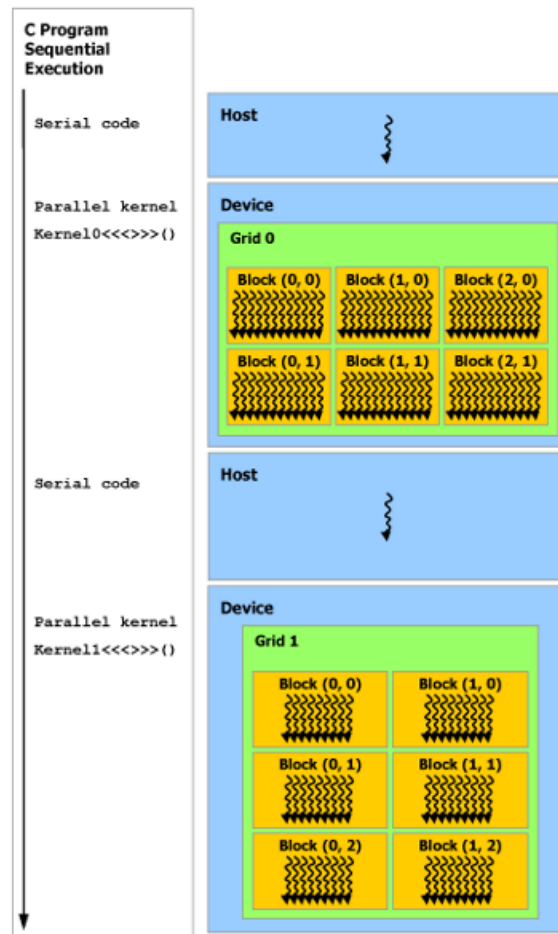 C Program
Sequential
Execution
Serial code
Host
Parallel kernel
Kernel0<<<>>>()
Device
Grid 0
Block (0, 0)
Block (1, 0)
Block (2, 0)
Block (0, 1)
Block (1, 1)
Block (2, 1)
Serial code
Host
Parallel kernel
Kernel1<<<>>>()
Device
Grid 1
Block (0, 0)
Block (1, 0)
Block (0, 1)
Block (1, 1)
Block (0, 2)
Block (1, 2)